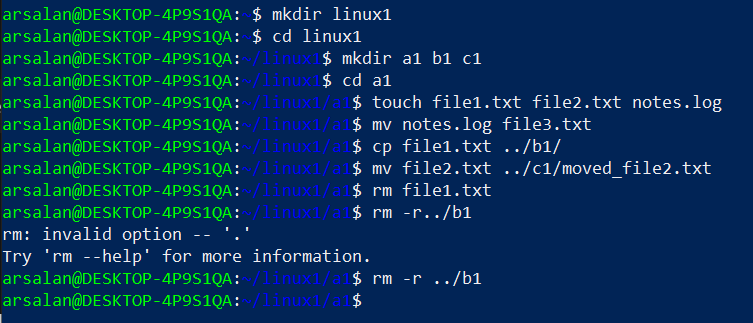 arsalan@DESKTOP-4P9S1QA:~$ mkdir linux1
arsalan@DESKTOP-4P9S1QA:~$ cd linux1
arsalan@DESKTOP-4P9S1QA:~/linux1$ mkdir a1 b1 c1
arsalan@DESKTOP-4P9S1QA:~/linux1$ cd a1
arsalan@DESKTOP-4P9S1QA:~/linux1/a1$ touch file1.txt file2.txt notes.log
arsalan@DESKTOP-4P9S1QA:~/linux1/a1$ mv notes.log file3.txt
arsalan@DESKTOP-4P9S1QA:~/linux1/a1$ cp file1.txt ../b1/
arsalan@DESKTOP-4P9S1QA:~/linux1/a1$ mv file2.txt ../c1/moved_file2.txt
arsalan@DESKTOP-4P9S1QA:~/linux1/a1$ rm file1.txt
arsalan@DESKTOP-4P9S1QA:~/linux1/a1$ rm -r../b1
rm: invalid option -- '.'
Try 'rm --help' for more information.
arsalan@DESKTOP-4P9S1QA:~/linux1/a1$ rm -r ../b1
arsalan@DESKTOP-4P9S1QA:~/linux1/a1$